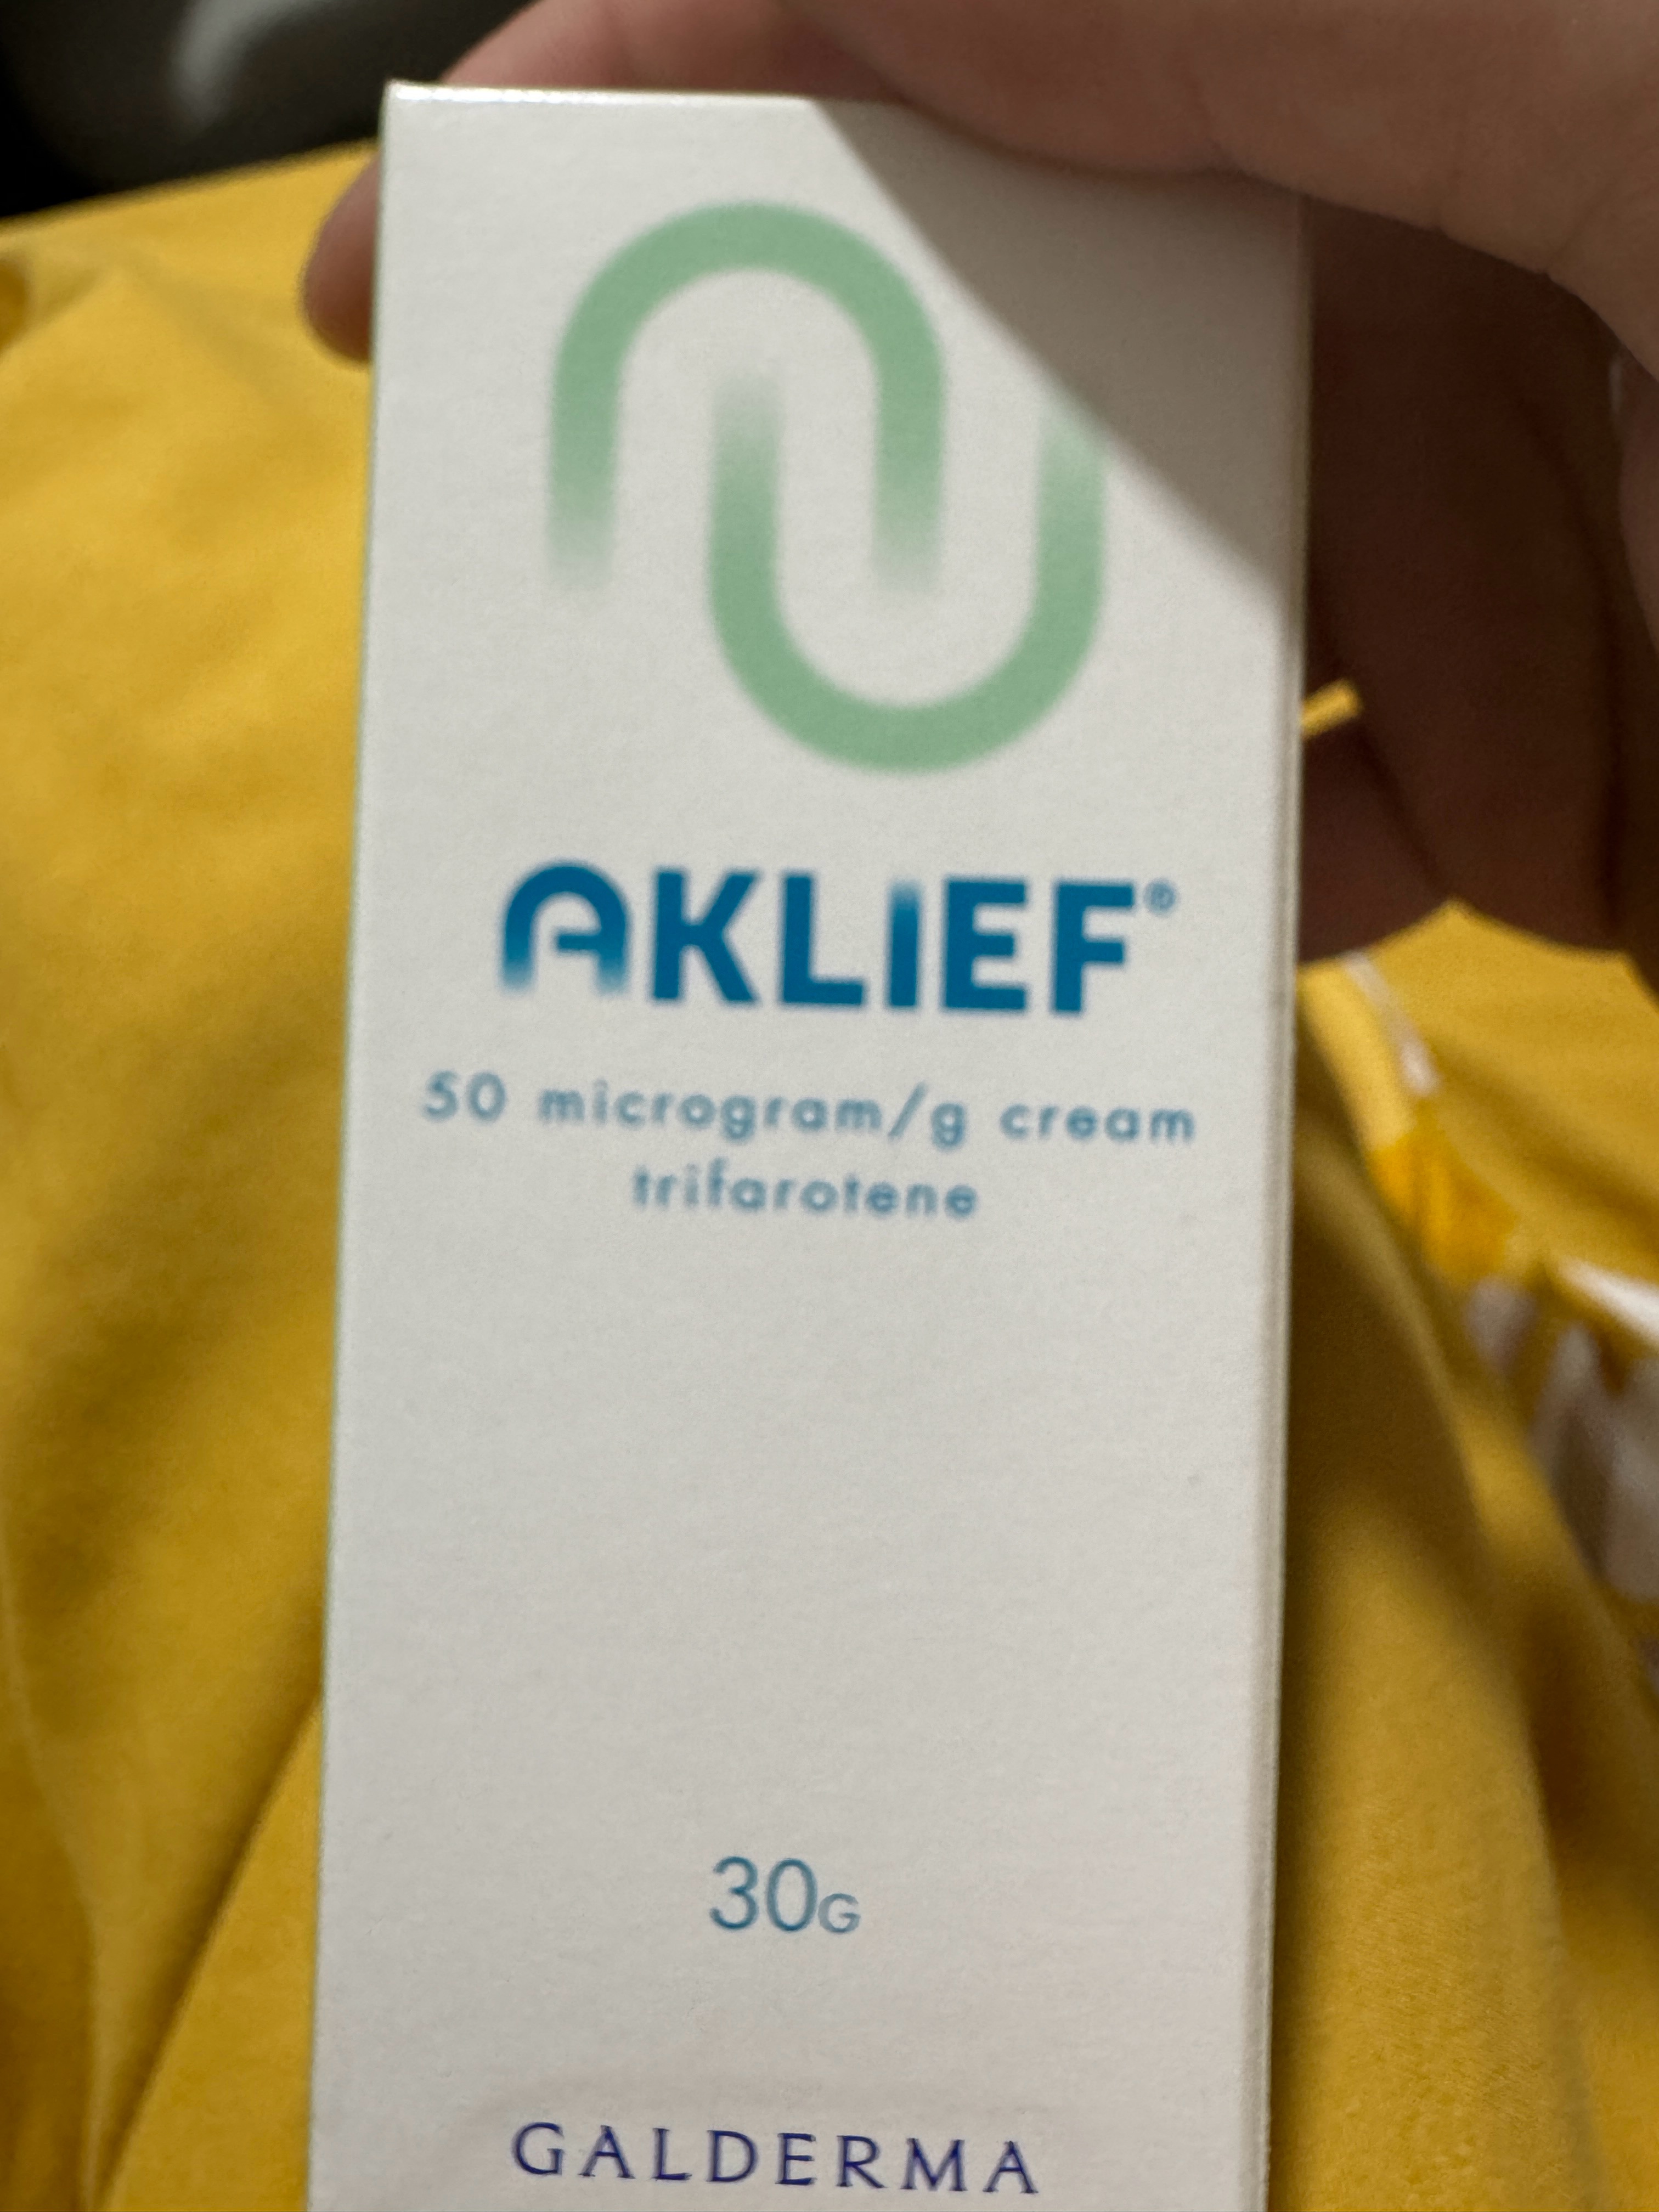 AKLIEF®
50 microgram/g cream
trifarotene
30G
GALDERMA